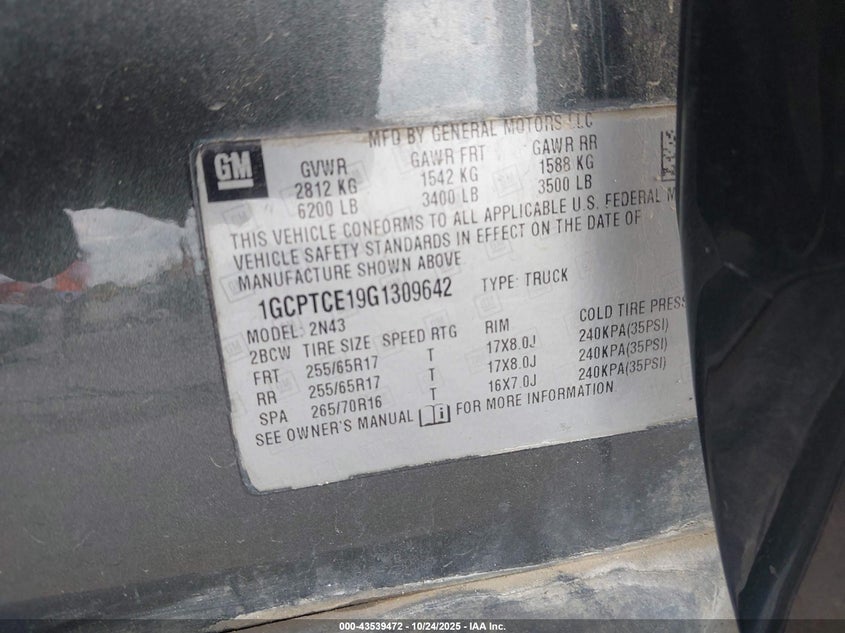 MFD BY GENERAL MOTORS LLC
GM
GVWR GAWR FRT GAWR RR
2812 KG 1542 KG 1588 KG
6200 LB 3400 LB 3500 LB
THIS VEHICLE CONFORMS TO ALL APPLICABLE U.S. FEDERAL M
VEHICLE SAFETY STANDARDS IN EFFECT ON THE DATE OF
MANUFACTURE SHOWN ABOVE
1GCPTCE19G1309642 TYPE: TRUCK
MODEL: 2N43
2BCW TIRE SIZE SPEED RTG RIM COLD TIRE PRESS
FRT 255/65R17 T 17X8.0J 240KPA(35PSI)
RR 255/65R17 T 17X8.0J 240KPA(35PSI)
SPA 265/70R16 T 16X7.0J 240KPA(35PSI)
SEE OWNER'S MANUAL FOR MORE INFORMATION
000-43539472 - 10/24/2025 - IAA Inc.